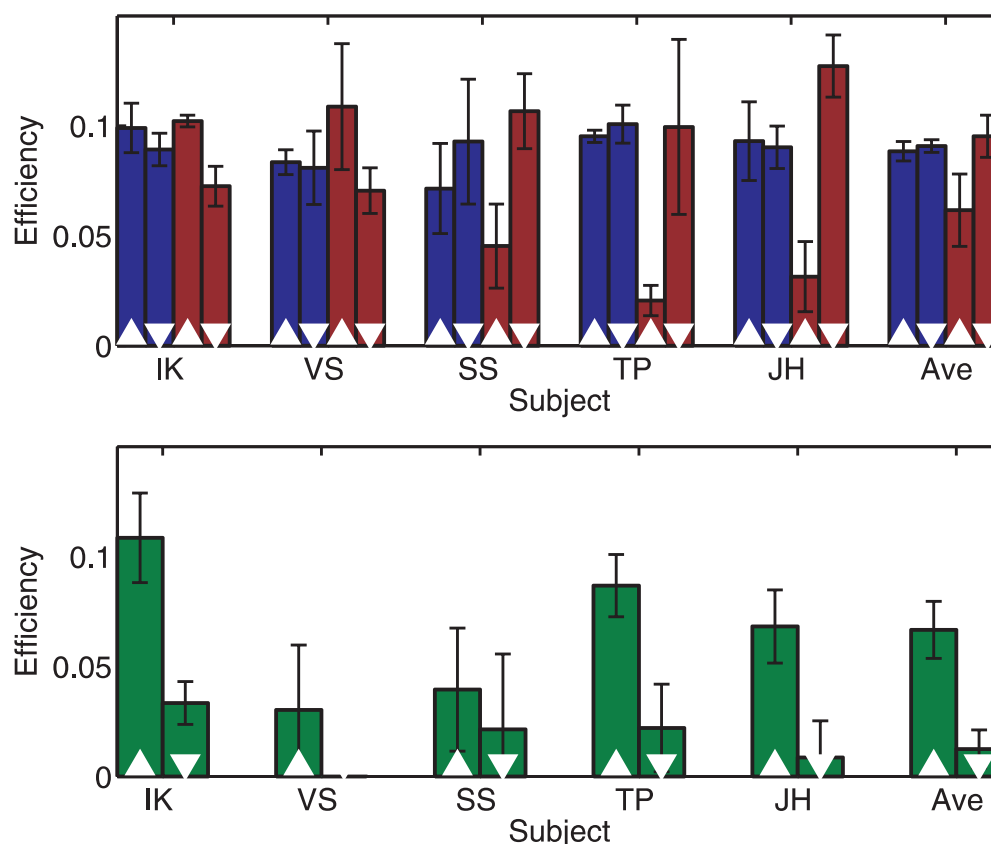 Efficiency
0.1
0.05
0
IK VS SS TP JH Ave
Subject
Efficiency
0.1
0.05
0
IK VS SS TP JH Ave
Subject